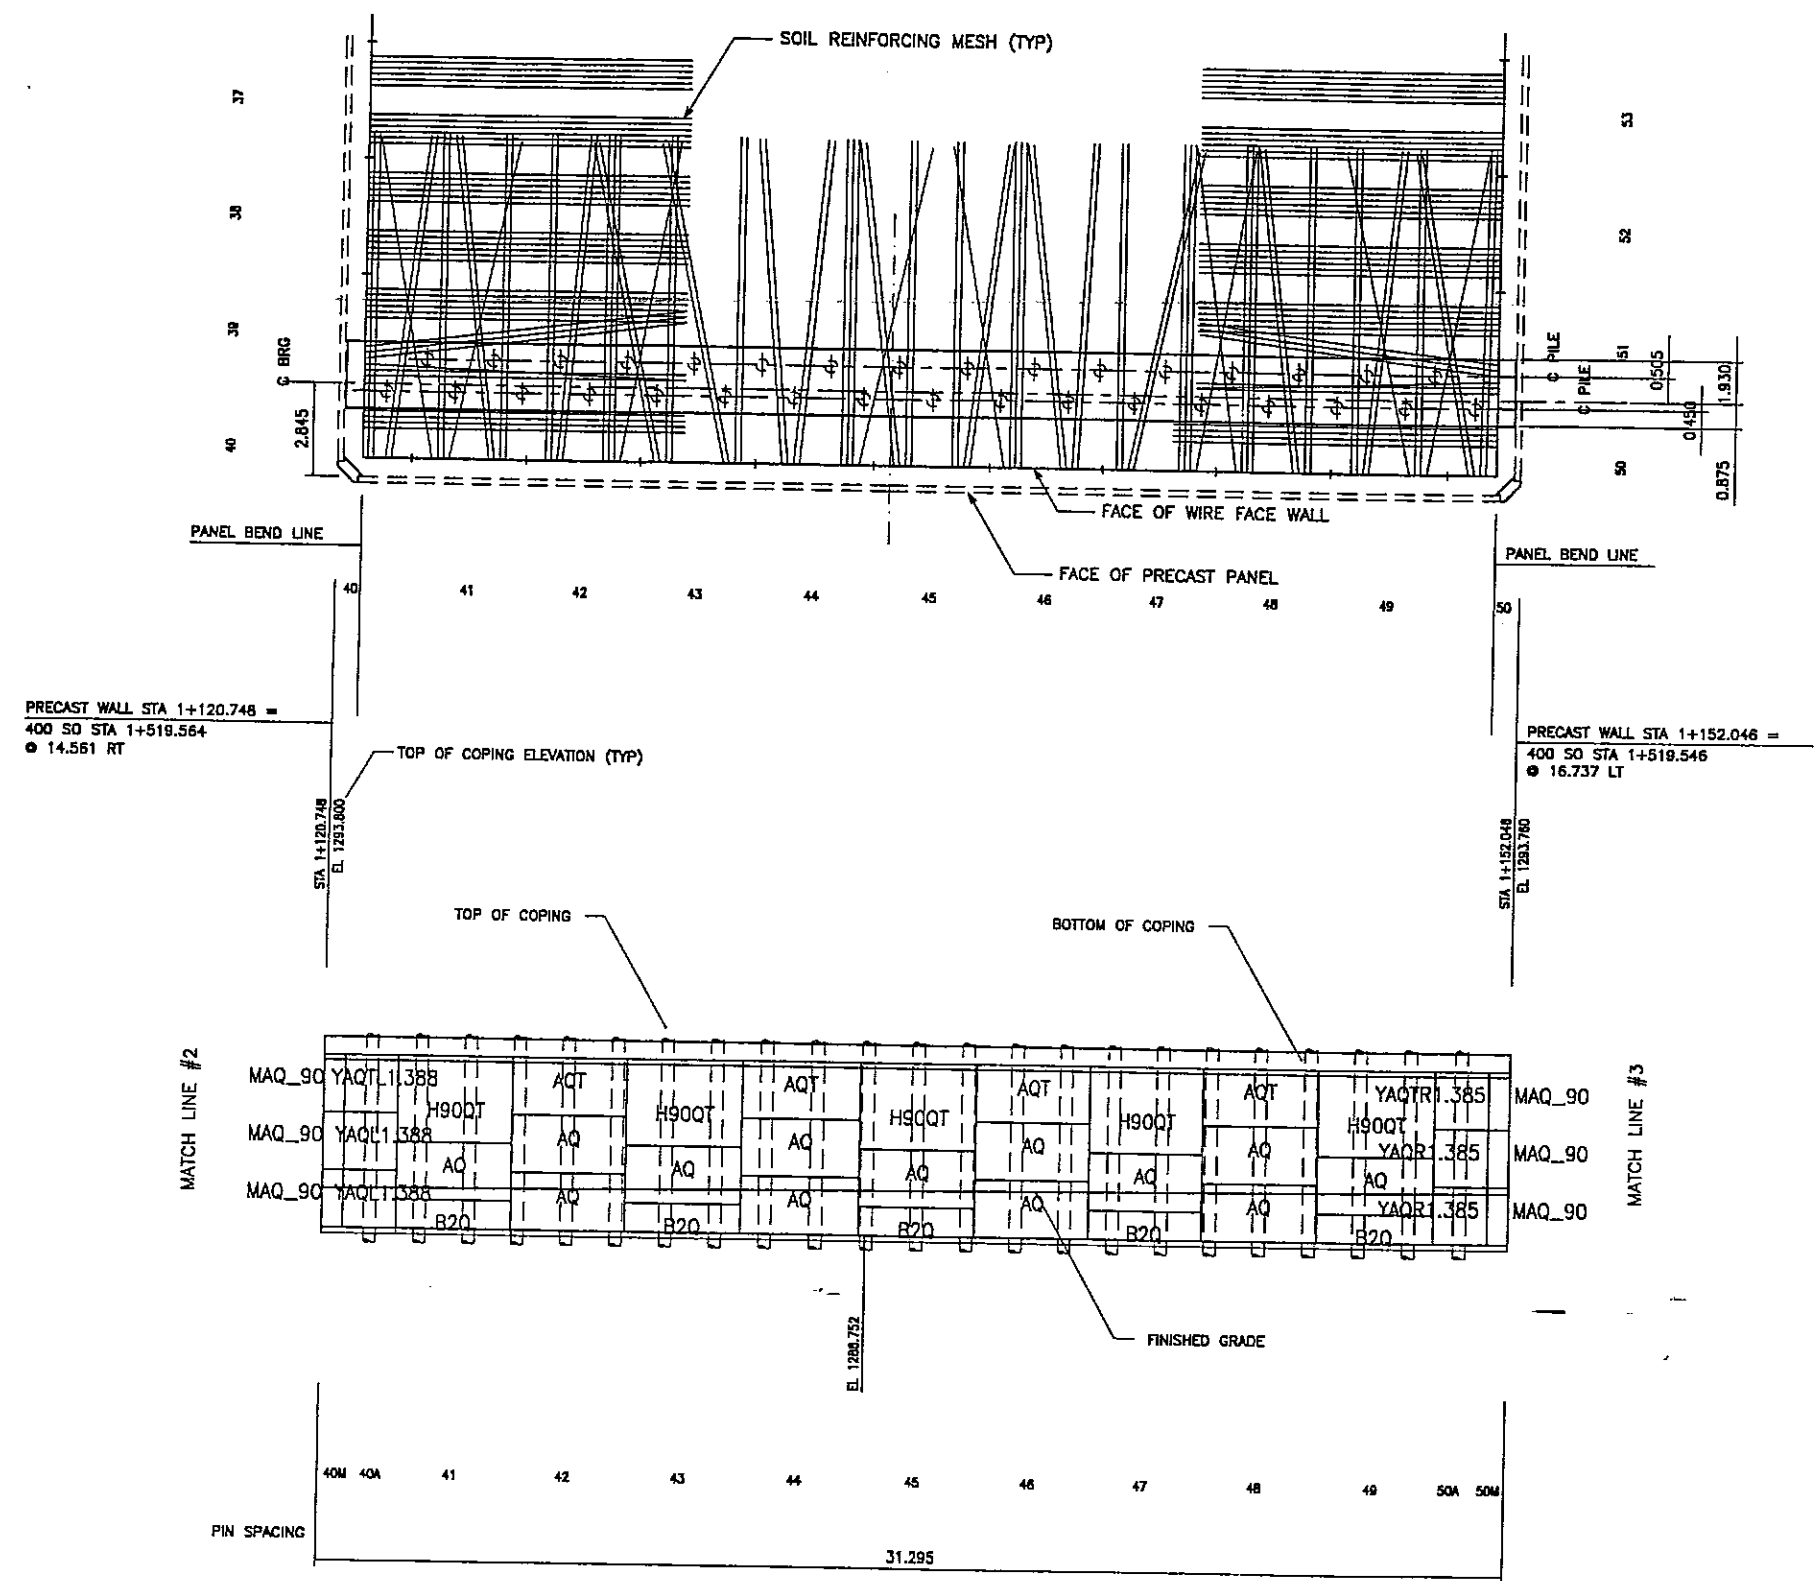 SOIL REINFORCING MESH (TYP)
37
53
38
52
39
C BRG
C PILE
51
0.505
1.930
C PILE
0.450
40
2.845
50
0.875
FACE OF WIRE FACE WALL
PANEL BEND LINE
PANEL BEND LINE
FACE OF PRECAST PANEL
40 41 42 43 44 45 46 47 48 49 50
PRECAST WALL STA 1+120.748 =
400 SO STA 1+519.564
@ 14.561 RT
PRECAST WALL STA 1+152.046 =
400 SO STA 1+519.546
@ 16.737 LT
TOP OF COPING ELEVATION (TYP)
STA 1+120.748
EL 1293.800
STA 1+152.046
EL 1293.760
TOP OF COPING
BOTTOM OF COPING
MATCH LINE #2
MATCH LINE #3
MAQ_90 YAQTL1.388 AQT AQT AQT AQT YAQTR1.385 MAQ_90
H90QT H90QT H90QT H90QT H90QT
MAQ_90 YAQL1.388 AQ AQ AQ AQ YAQR1.385 MAQ_90
AQ AQ AQ AQ AQ
MAQ_90 YAQL1.388 AQ AQ AQ AQ YAQR1.385 MAQ_90
B2Q B2Q B2Q B2Q B2Q
EL 1288.752
FINISHED GRADE
40M 40A 41 42 43 44 45 46 47 48 49 50A 50M
PIN SPACING
31.295